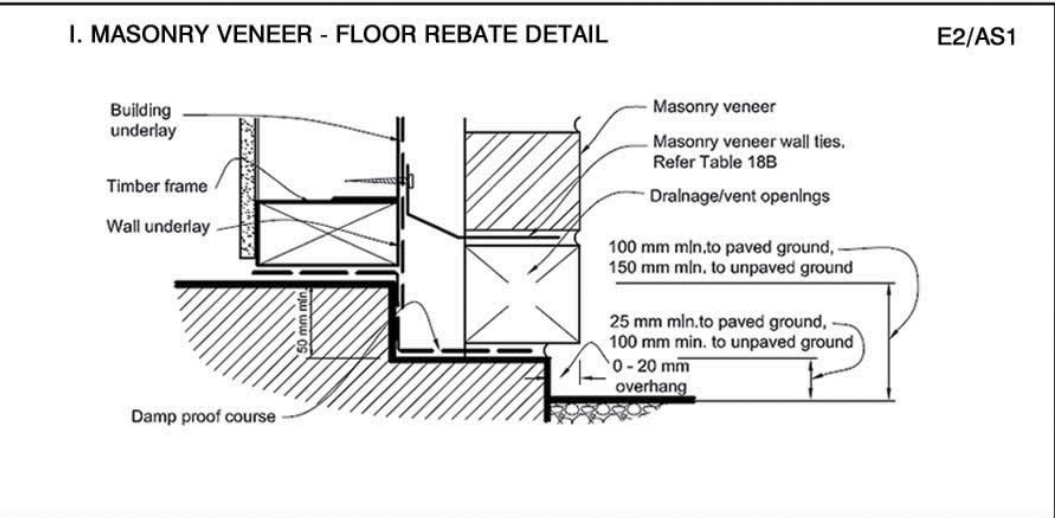 I. MASONRY VENEER - FLOOR REBATE DETAIL
E2/AS1
Building
underlay
Timber frame
Wall underlay
50 mm min.
Damp proof course
Masonry veneer
Masonry veneer wall ties.
Refer Table 18B
Drainage/vent openings
100 mm min.to paved ground,
150 mm min. to unpaved ground
25 mm min.to paved ground,
100 mm min. to unpaved ground
0 - 20 mm
overhang